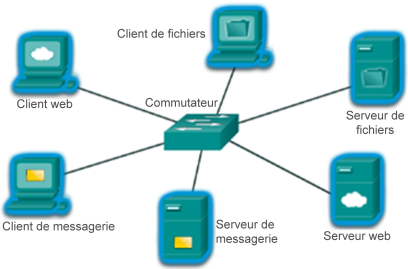 Client de fichiers
Client web
Commutateur
Serveur de
fichiers
Client de messagerie
Serveur de
messagerie
Serveur web